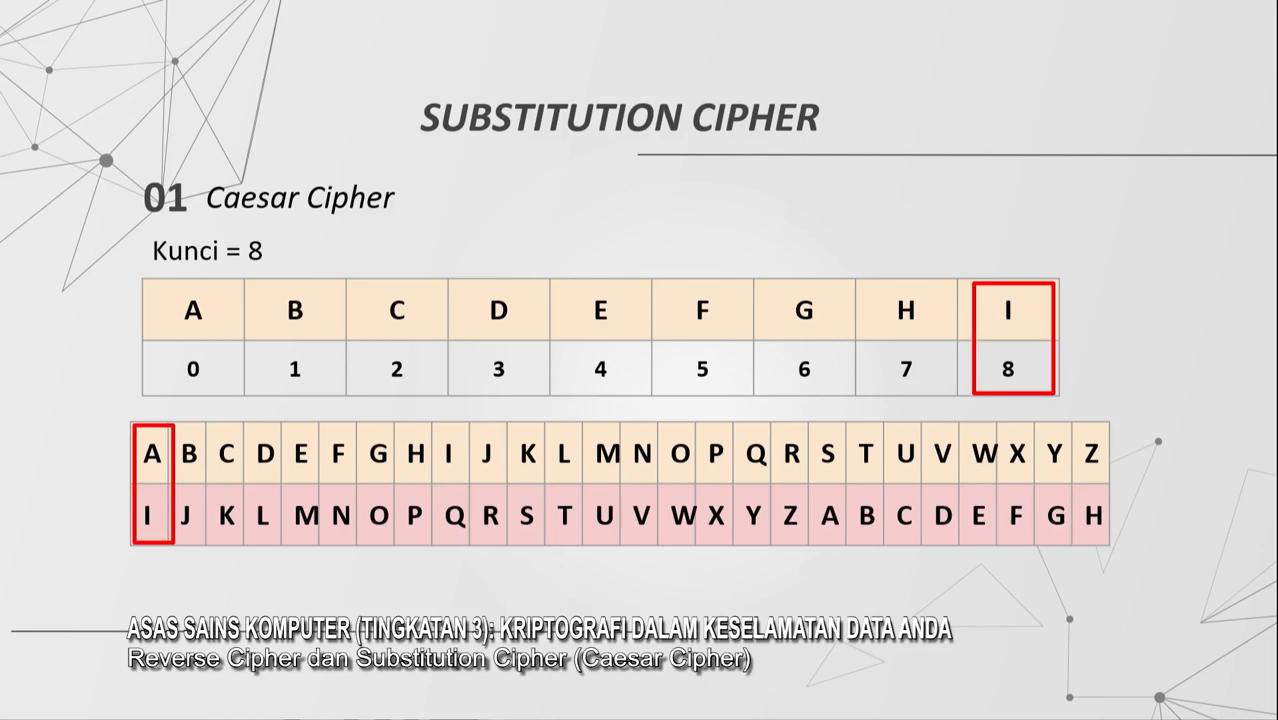 SUBSTITUTION CIPHER
01 Caesar Cipher
Kunci = 8
A B C D E F G H I
0 1 2 3 4 5 6 7 8
A B C D E F G H I J K L M N O P Q R S T U V W X Y Z
I J K L M N O P Q R S T U V W X Y Z A B C D E F G H
ASAS SAINS KOMPUTER (TINGKATAN 3): KRIPTOGRAFI DALAM KESELAMATAN DATA ANDA
Reverse Cipher dan Substitution Cipher (Caesar Cipher)